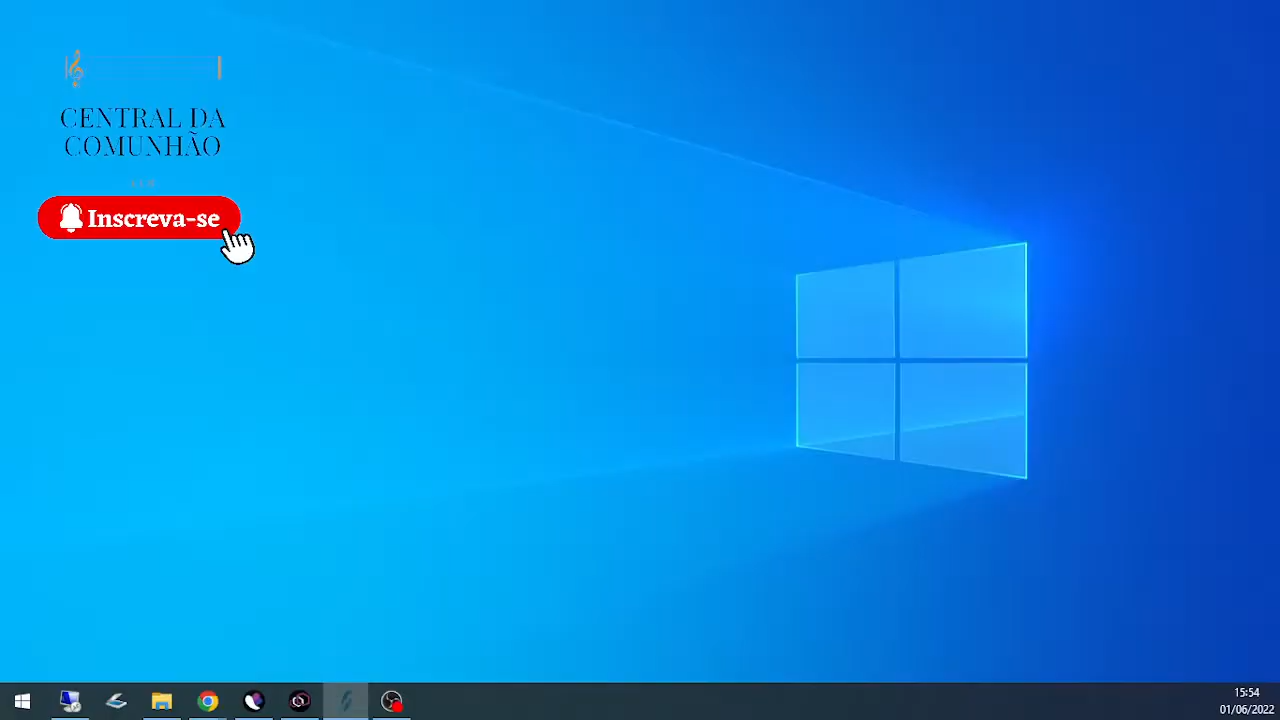 CENTRAL DA
COMUNHÃO
Inscreva-se
15:54
01/06/2022